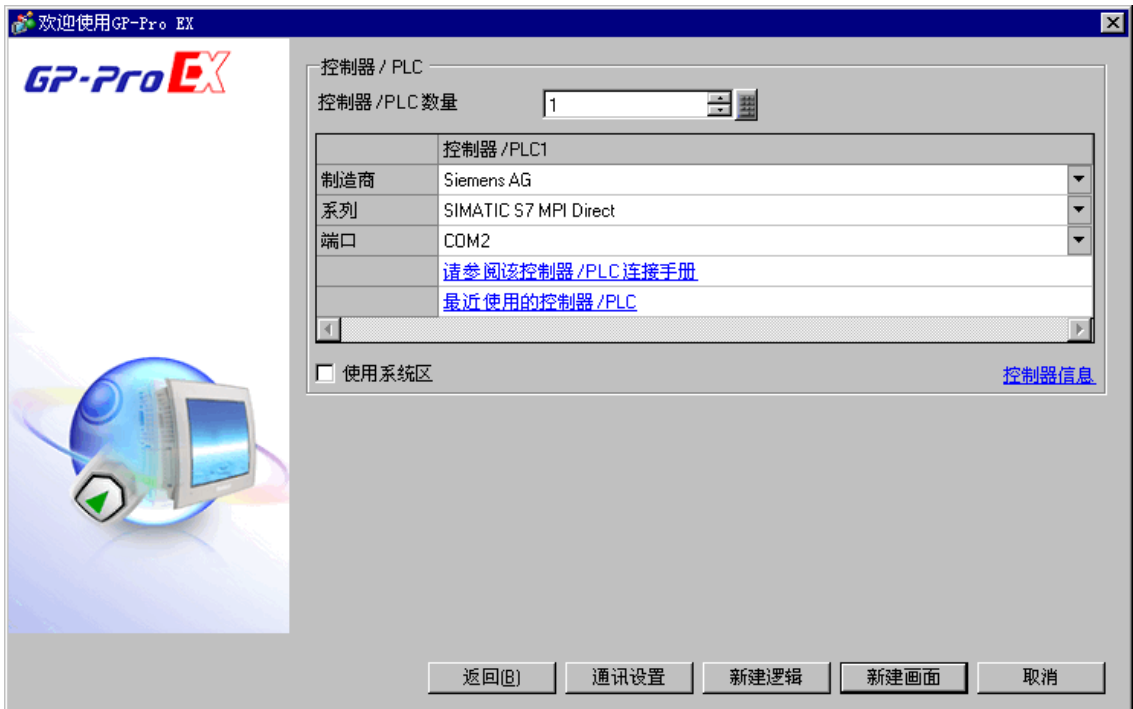 欢迎使用GP-Pro EX
GP-Pro EX
控制器 / PLC
控制器/PLC数量 1
控制器/PLC1
制造商 Siemens AG
系列 SIMATIC S7 MPI Direct
端口 COM2
请参阅该控制器/PLC连接手册
最近使用的控制器/PLC
使用系统区 控制器信息
返回(B) 通讯设置 新建逻辑 新建画面 取消